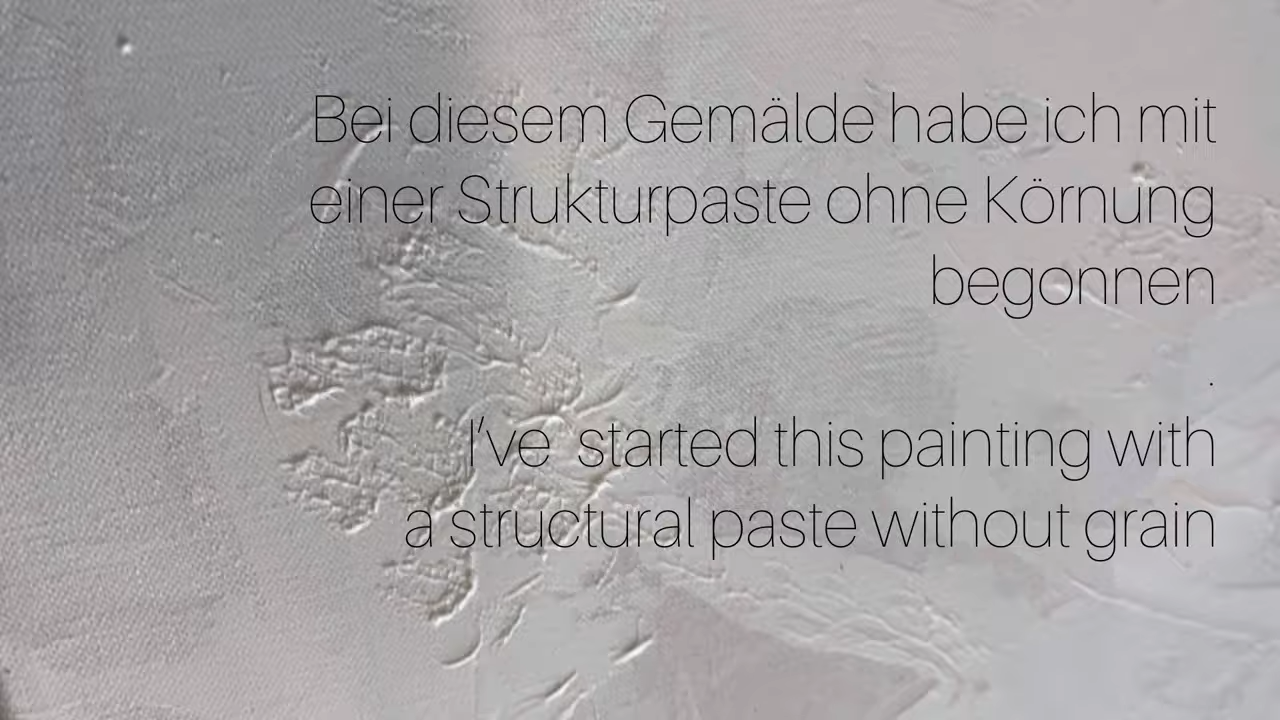 Bei diesem Gemälde habe ich mit
einer Strukturpaste ohne Körnung
begonnen
.
I’ve  started this painting with
a structural paste without grain